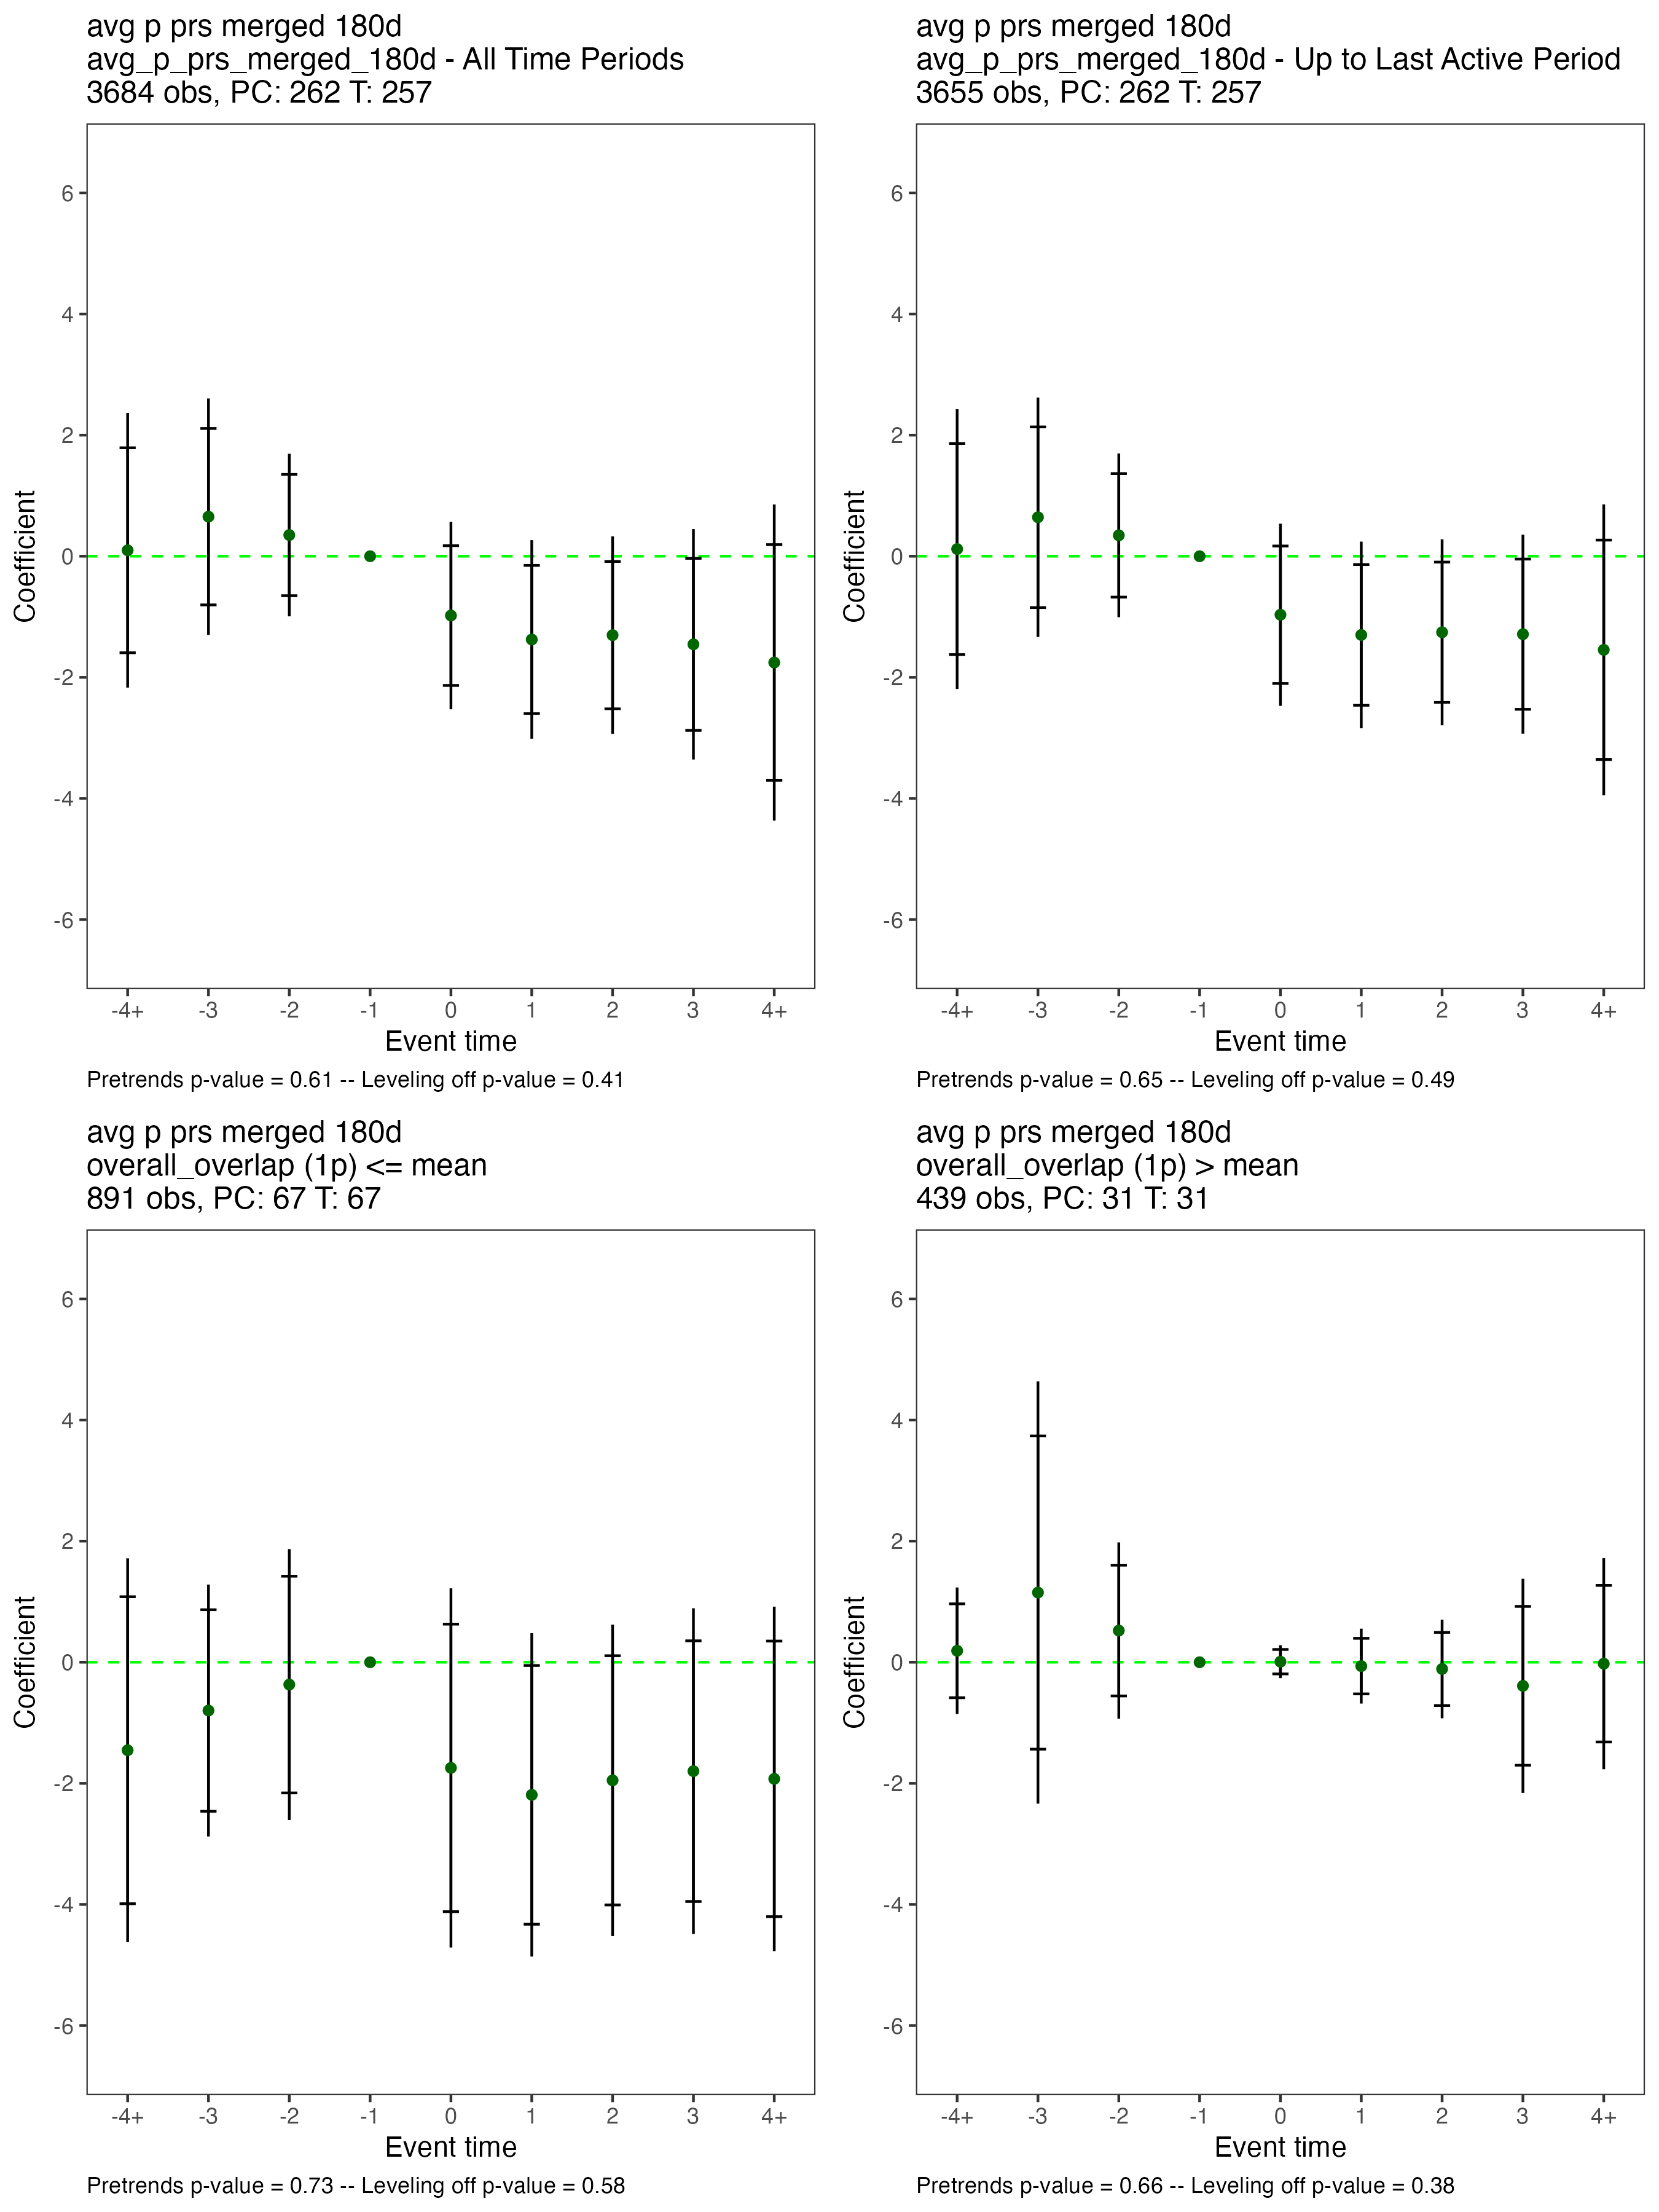 avg p prs merged 180d
avg_p_prs_merged_180d - All Time Periods
3684 obs, PC: 262 T: 257
Coefficient
6
4
2
0
-2
-4
-6
-4+ -3 -2 -1 0 1 2 3 4+
Event time
Pretrends p-value = 0.61 -- Leveling off p-value = 0.41
avg p prs merged 180d
avg_p_prs_merged_180d - Up to Last Active Period
3655 obs, PC: 262 T: 257
Coefficient
6
4
2
0
-2
-4
-6
-4+ -3 -2 -1 0 1 2 3 4+
Event time
Pretrends p-value = 0.65 -- Leveling off p-value = 0.49
avg p prs merged 180d
overall_overlap (1p) <= mean
891 obs, PC: 67 T: 67
Coefficient
6
4
2
0
-2
-4
-6
-4+ -3 -2 -1 0 1 2 3 4+
Event time
Pretrends p-value = 0.73 -- Leveling off p-value = 0.58
avg p prs merged 180d
overall_overlap (1p) > mean
439 obs, PC: 31 T: 31
Coefficient
6
4
2
0
-2
-4
-6
-4+ -3 -2 -1 0 1 2 3 4+
Event time
Pretrends p-value = 0.66 -- Leveling off p-value = 0.38